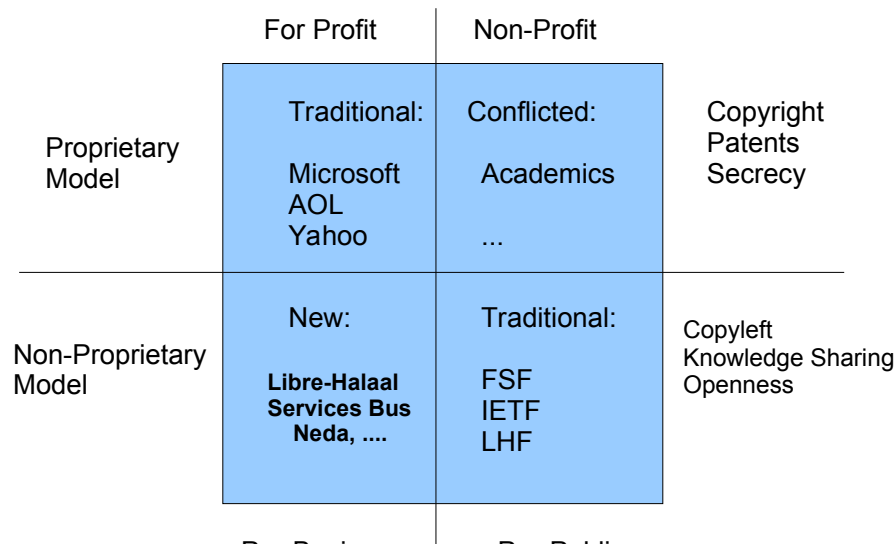 For Profit
Non-Profit
Proprietary
Model
Traditional:
Microsoft
AOL
Yahoo
Conflicted:
Academics
...
Copyright
Patents
Secrecy
Non-Proprietary
Model
New:
Libre-Halaal
Services Bus
Neda, ....
Traditional:
FSF
IETF
LHF
Copyleft
Knowledge Sharing
Openness